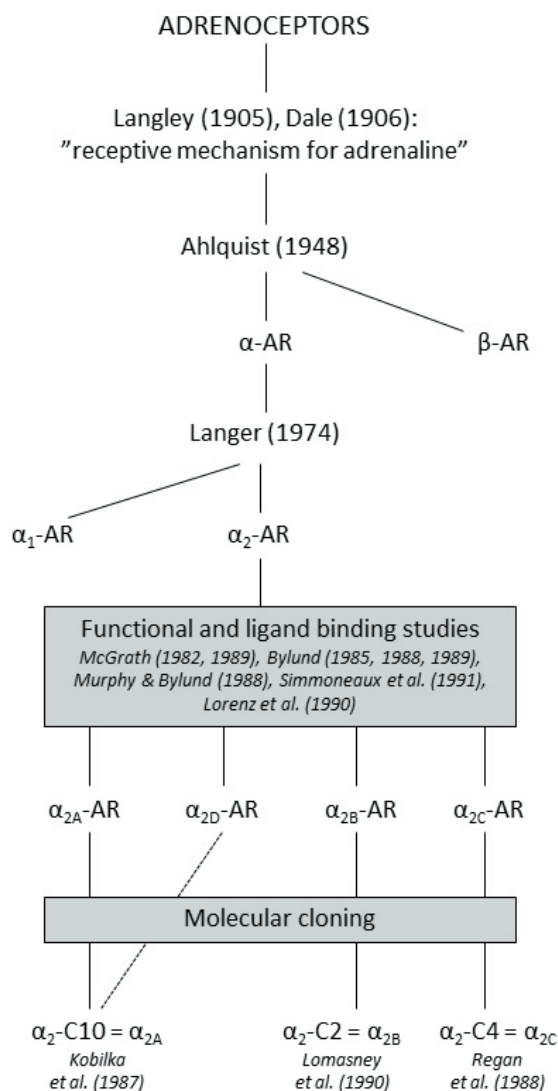 ADRENOCEPTORS
Langley (1905), Dale (1906):
”receptive mechanism for adrenaline”
Ahlquist (1948)
α-AR
β-AR
Langer (1974)
α₁-AR
α₂-AR
Functional and ligand binding studies
McGrath (1982, 1989), Bylund (1985, 1988, 1989),
Murphy & Bylund (1988), Simmoneaux et al. (1991),
Lorenz et al. (1990)
α2A-AR
α2D-AR
α2B-AR
α2C-AR
Molecular cloning
α₂-C10 = α2A
Kobilka
et al. (1987)
α₂-C2 = α2B
Lomasney
et al. (1990)
α₂-C4 = α2C
Regan
et al. (1988)